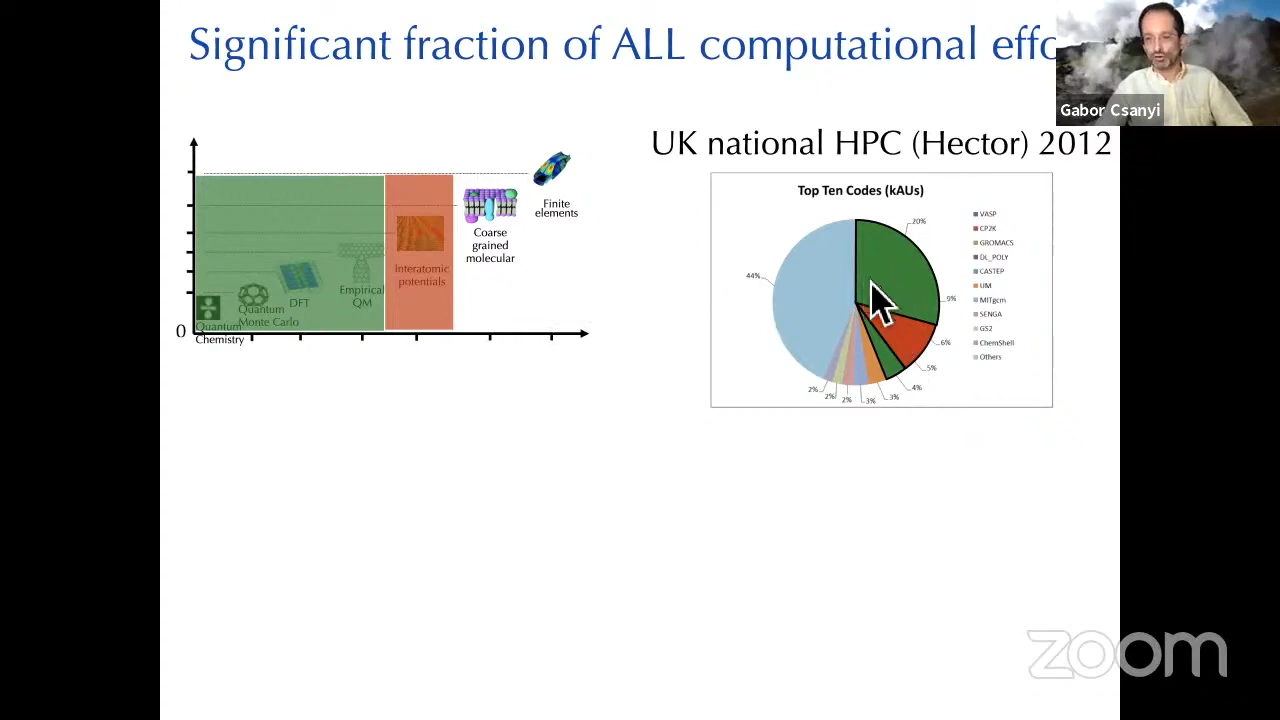 Significant fraction of ALL computational effo
Gabor Csanyi
UK national HPC (Hector) 2012
Finite
elements
Coarse
grained
molecular
Interatomic
potentials
Empirical
QM
DFT
Quantum
Monte Carlo
Quantum
Chemistry
0
Top Ten Codes (kAUs)
20%
9%
6%
5%
4%
3%
3%
2%
2%
2%
44%
VASP
CP2K
GROMACS
DL_POLY
CASTEP
UM
MITgcm
SENGA
GS2
ChemShell
Others
zoom